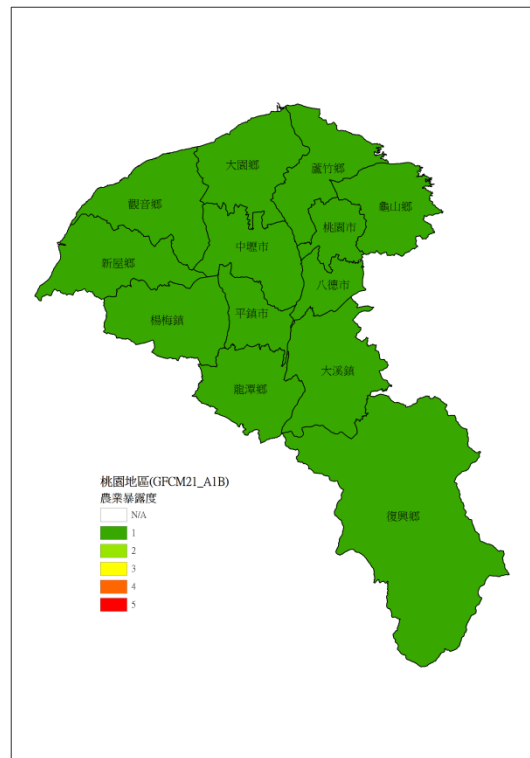 大園鄉
蘆竹鄉
觀音鄉
龜山鄉
桃園市
中壢市
新屋鄉
八德市
平鎮市
楊梅鎮
大溪鎮
龍潭鄉
復興鄉
桃園地區(GFCM21_A1B)
農業暴露度
N/A
1
2
3
4
5